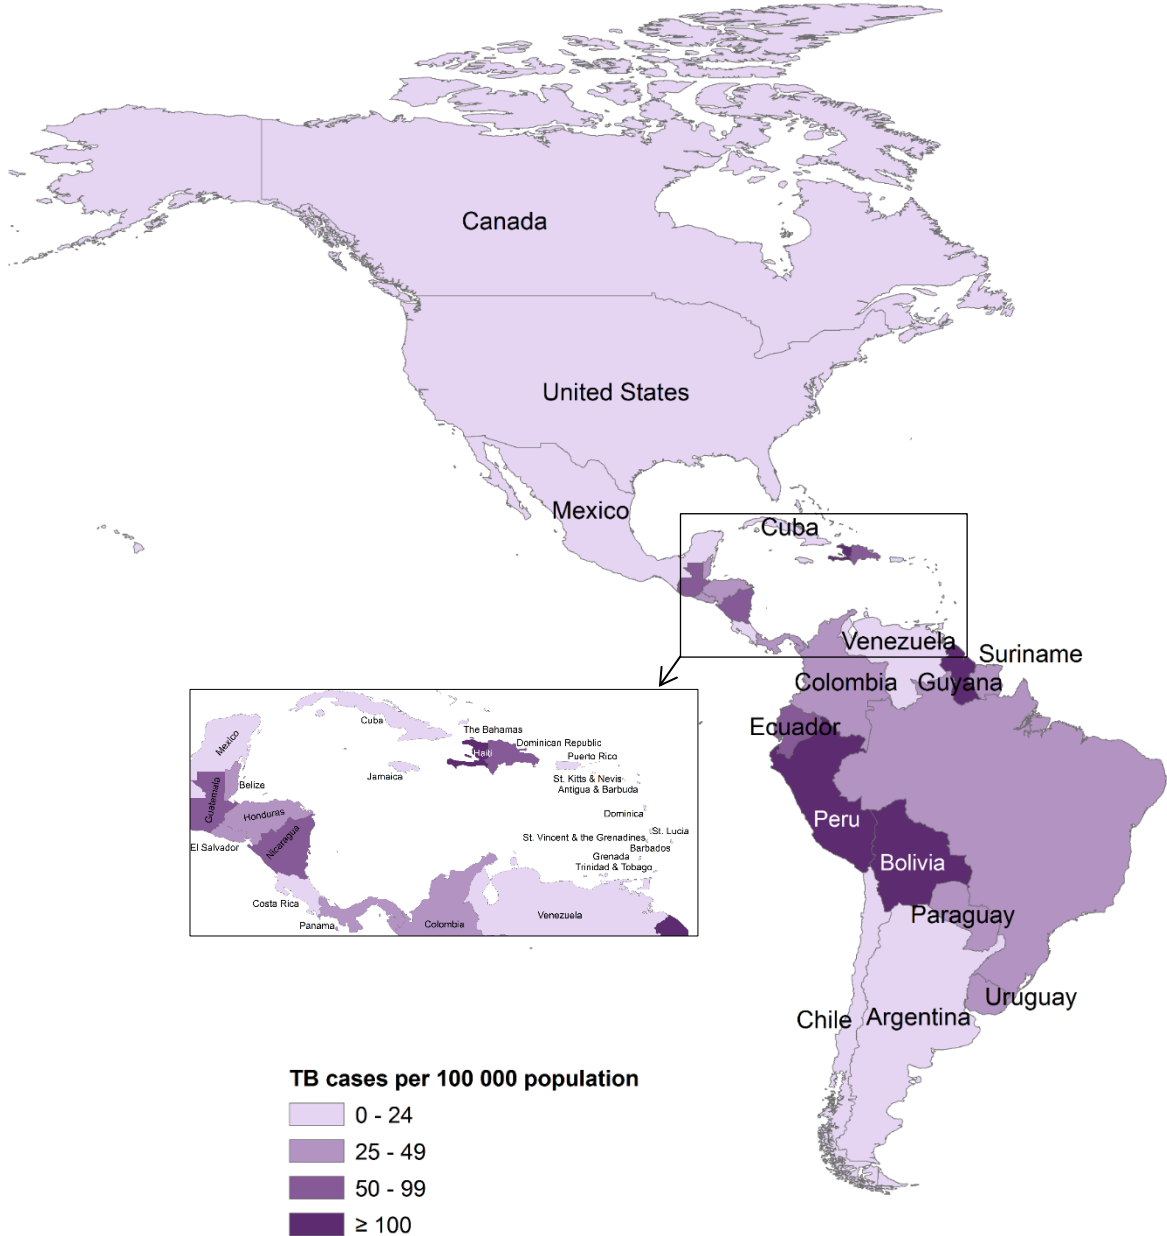 Canada
United States
Mexico
Cuba
Venezuela
Suriname
Colombia
Guyana
Ecuador
Peru
Bolivia
Paraguay
Uruguay
Chile
Argentina
Cuba
The Bahamas
Mexico
Dominican Republic
Haiti
Puerto Rico
Jamaica
St. Kitts & Nevis
Antigua & Barbuda
Guatemala
Belize
Dominica
Honduras
St. Lucia
St. Vincent & the Grenadines
Nicaragua
Barbados
El Salvador
Grenada
Trinidad & Tobago
Costa Rica
Venezuela
Panama
Colombia
TB cases per 100 000 population
0 - 24
25 - 49
50 - 99
≥ 100